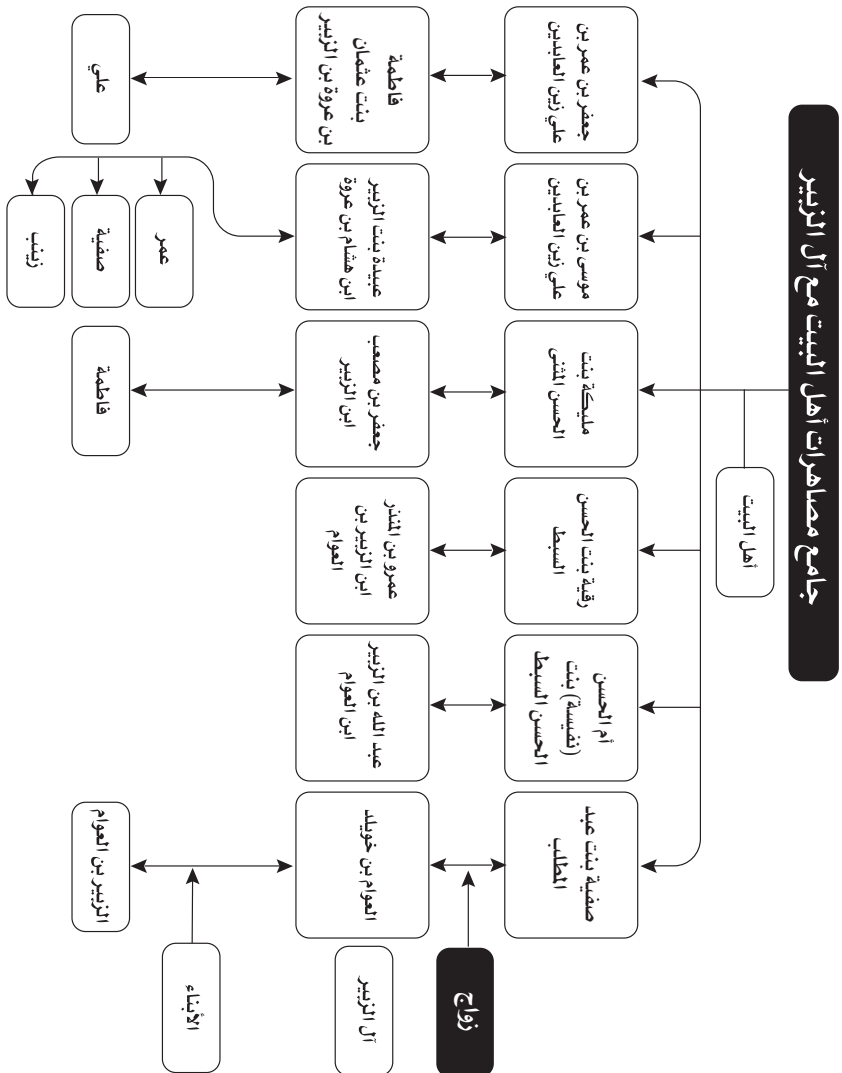 جامع مصاهرات أهل البيت مع آل الزبير
أهل البيت
صفية بنت عبد
المطلب
أم الحسن
(نفيسة) بنت
الحسن السبط
رقية بنت الحسن
السبط
مليكة بنت
الحسن المثنى
موسى بن عمر بن
علي زين العابدين
جعفر بن عمر بن
علي زين العابدين
زواج
آل الزبير
العوام بن خويلد
عبد الله بن الزبير
ابن العوام
عمرو بن المنذر
ابن الزبير بن
العوام
جعفر بن مصعب
ابن الزبير
عبيدة بنت الزبير
ابن هشام بن عروة
فاطمة
بنت عثمان
بن عروة بن الزبير
الأبناء
الزبير بن العوام
فاطمة
عمر
صفية
زينب
علي